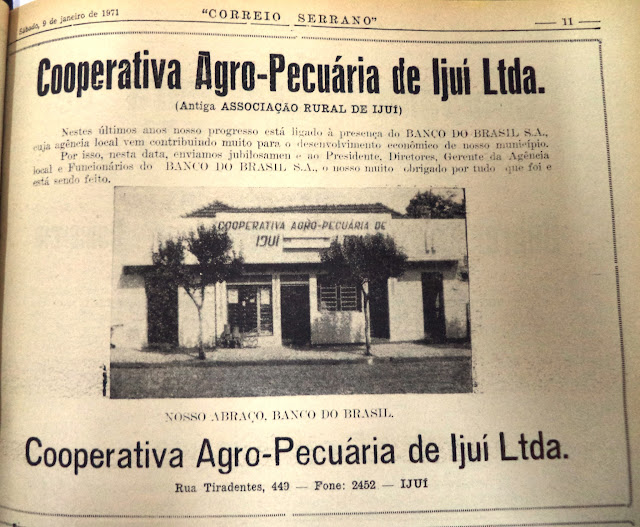 Sábado, 9 de janeiro de 1971
"CORREIO SERRANO"
11
Cooperativa Agro-Pecuária de Ijuí Ltda.
(Antiga ASSOCIAÇÃO RURAL DE IJUÍ)
Nestes últimos anos nosso progresso está ligado à presença do BANCO DO BRASIL S.A.,
cuja agência local vem contribuindo muito para o desenvolvimento econômico de nosso município.
Por isso, nesta data, enviamos jubilosamen e ao Presidente, Diretores, Gerente da Agência
local e Funcionários do BANCO DO BRASIL S.A., o nosso muito obrigado por tudo que foi e
está sendo feito.
COOPERATIVA AGRO-PECUÁRIA DE
IJUÍ
NOSSO ABRAÇO, BANCO DO BRASIL.
Cooperativa Agro-Pecuária de Ijuí Ltda.
Rua Tiradentes, 449 — Fone: 2452 — IJUÍ